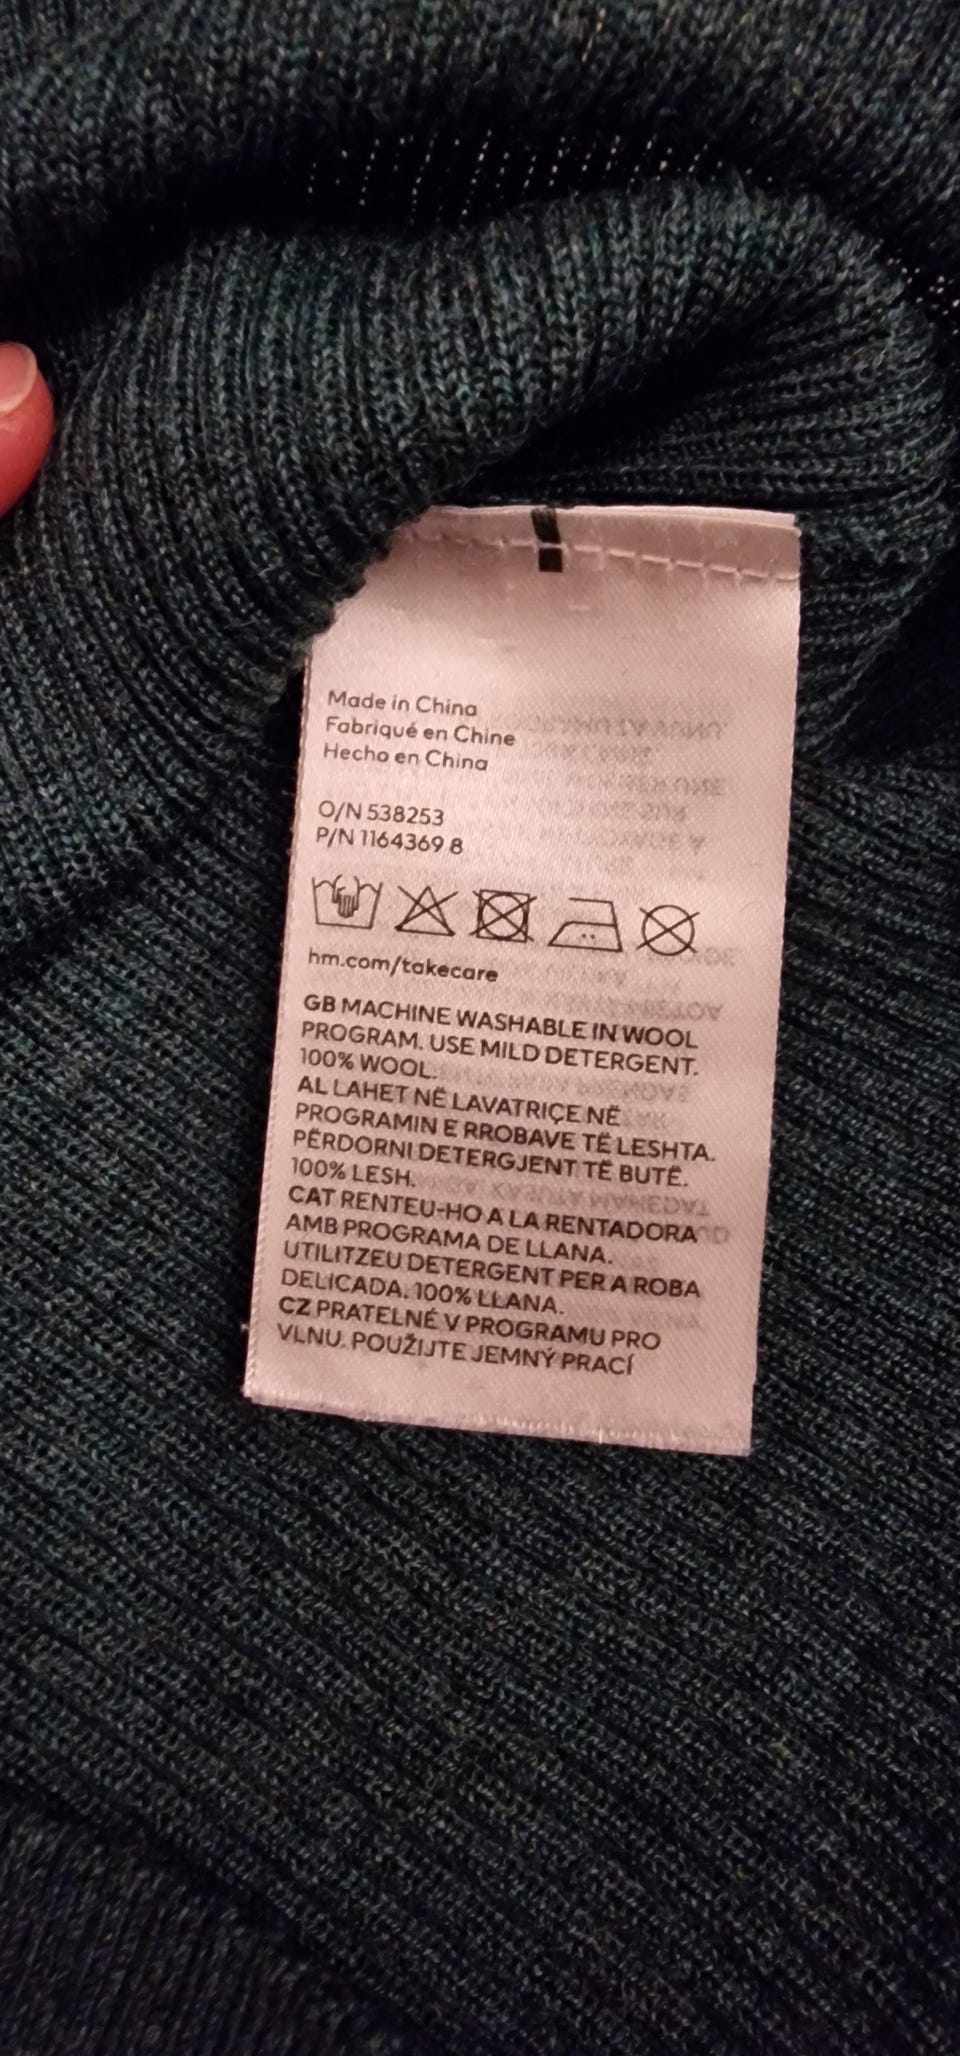 Made in China
Fabriqué en Chine
Hecho en China
O/N 538253
P/N 1164369 8
hm.com/takecare
GB MACHINE WASHABLE IN WOOL
PROGRAM. USE MILD DETERGENT.
100% WOOL.
AL LAHET NË LAVATRIÇE NË
PROGRAMIN E RROBAVE TË LESHTA.
PËRDORNI DETERGJENT TË BUTË.
100% LESH.
CAT RENTEU-HO A LA RENTADORA
AMB PROGRAMA DE LLANA.
UTILITZEU DETERGENT PER A ROBA
DELICADA. 100% LLANA.
CZ PRATELNÉ V PROGRAMU PRO
VLNU. POUŽIJTE JEMNÝ PRACÍ